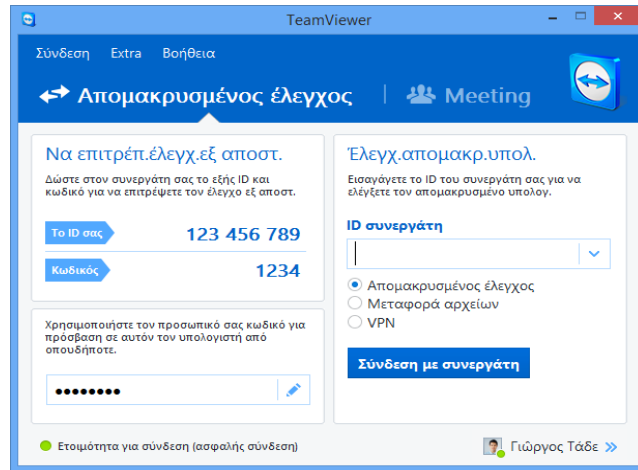 TeamViewer
Σύνδεση Extra Βοήθεια
Απομακρυσμένος έλεγχος Meeting
Να επιτρέπ.έλεγχ.εξ αποστ.
Δώστε στον συνεργάτη σας το εξής ID και
κωδικό για να επιτρέψετε τον έλεγχο εξ αποστ.
Το ID σας 123 456 789
Κωδικός 1234
Χρησιμοποιήστε τον προσωπικό σας κωδικό για
πρόσβαση σε αυτόν τον υπολογιστή από
οπουδήποτε.
Έλεγχ.απομακρ.υπολ.
Εισαγάγετε το ID του συνεργάτη σας για να
ελέγξετε τον απομακρυσμένο υπολογ.
ID συνεργάτη
Απομακρυσμένος έλεγχος
Μεταφορά αρχείων
VPN
Σύνδεση με συνεργάτη
Ετοιμότητα για σύνδεση (ασφαλής σύνδεση)
Γιώργος Τάδε